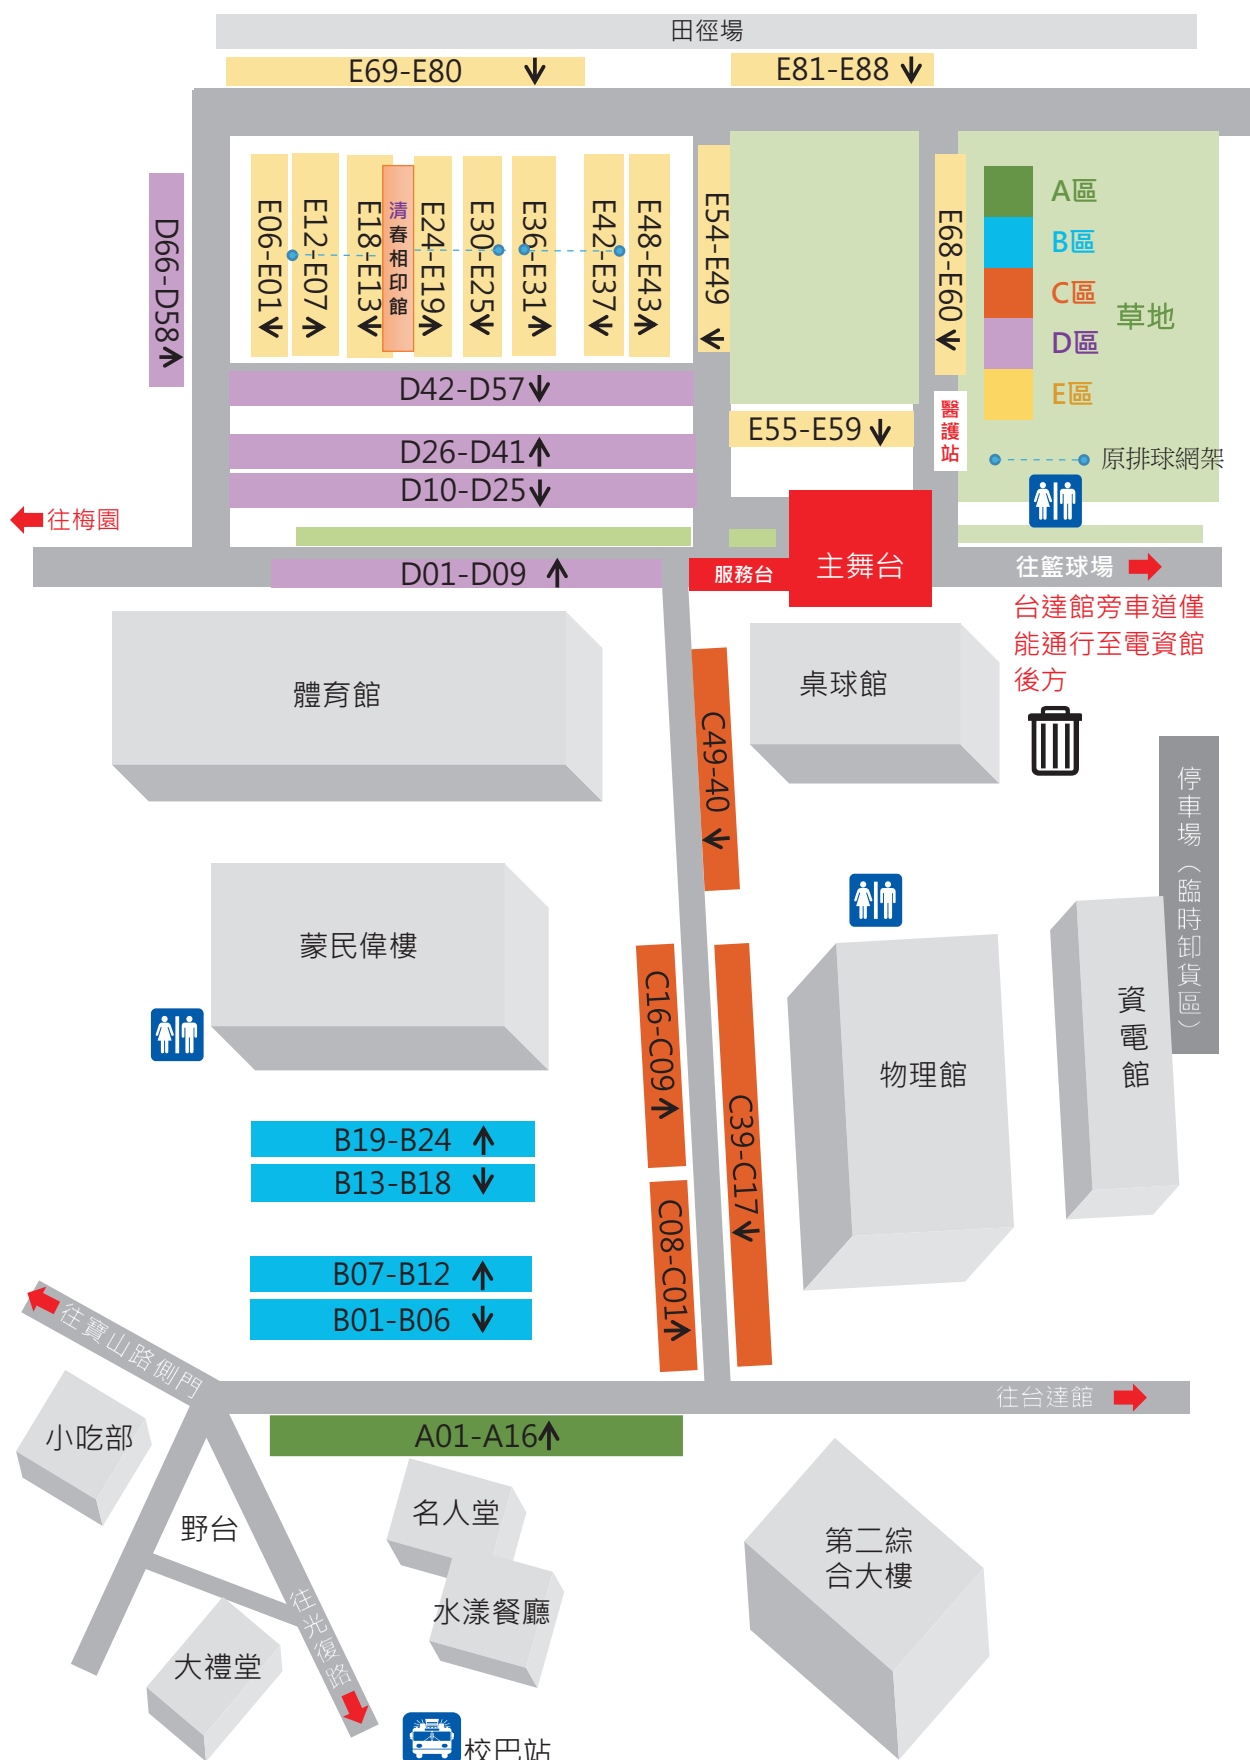 田徑場
E69-E80
E81-E88
D66-D58
E06-E01
E12-E07
E18-E13
清春相印館
E24-E19
E30-E25
E36-E31
E42-E37
E48-E43
E54-E49
E68-E60
A區
B區
C區
D區
E區
草地
原排球網架
D42-D57
D26-D41
D10-D25
E55-E59
醫護站
往梅園
D01-D09
服務台
主舞台
往籃球場
台達館旁車道僅
能通行至電資館
後方
體育館
桌球館
C49-40
停車場（臨時卸貨區）
蒙民偉樓
C16-C09
C39-C17
物理館
資電館
B19-B24
B13-B18
B07-B12
B01-B06
C08-C01
往寶山路側門
往台達館
小吃部
A01-A16
野台
名人堂
第二綜
合大樓
水漾餐廳
往光復路
大禮堂
校巴站